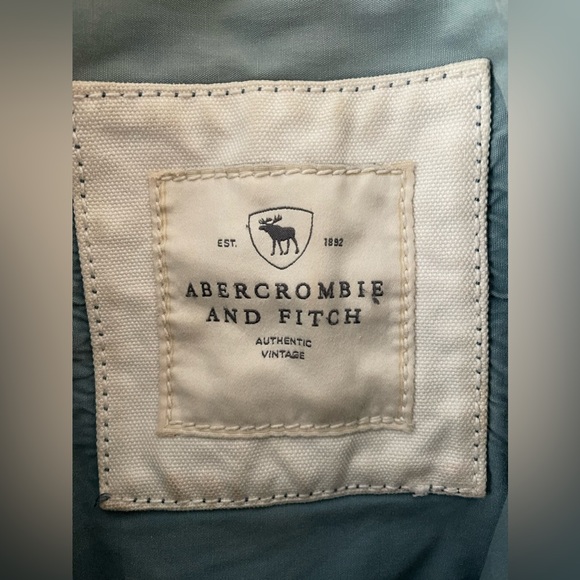 EST. 1892
ABERCROMBIE
AND FITCH
AUTHENTIC
VINTAGE